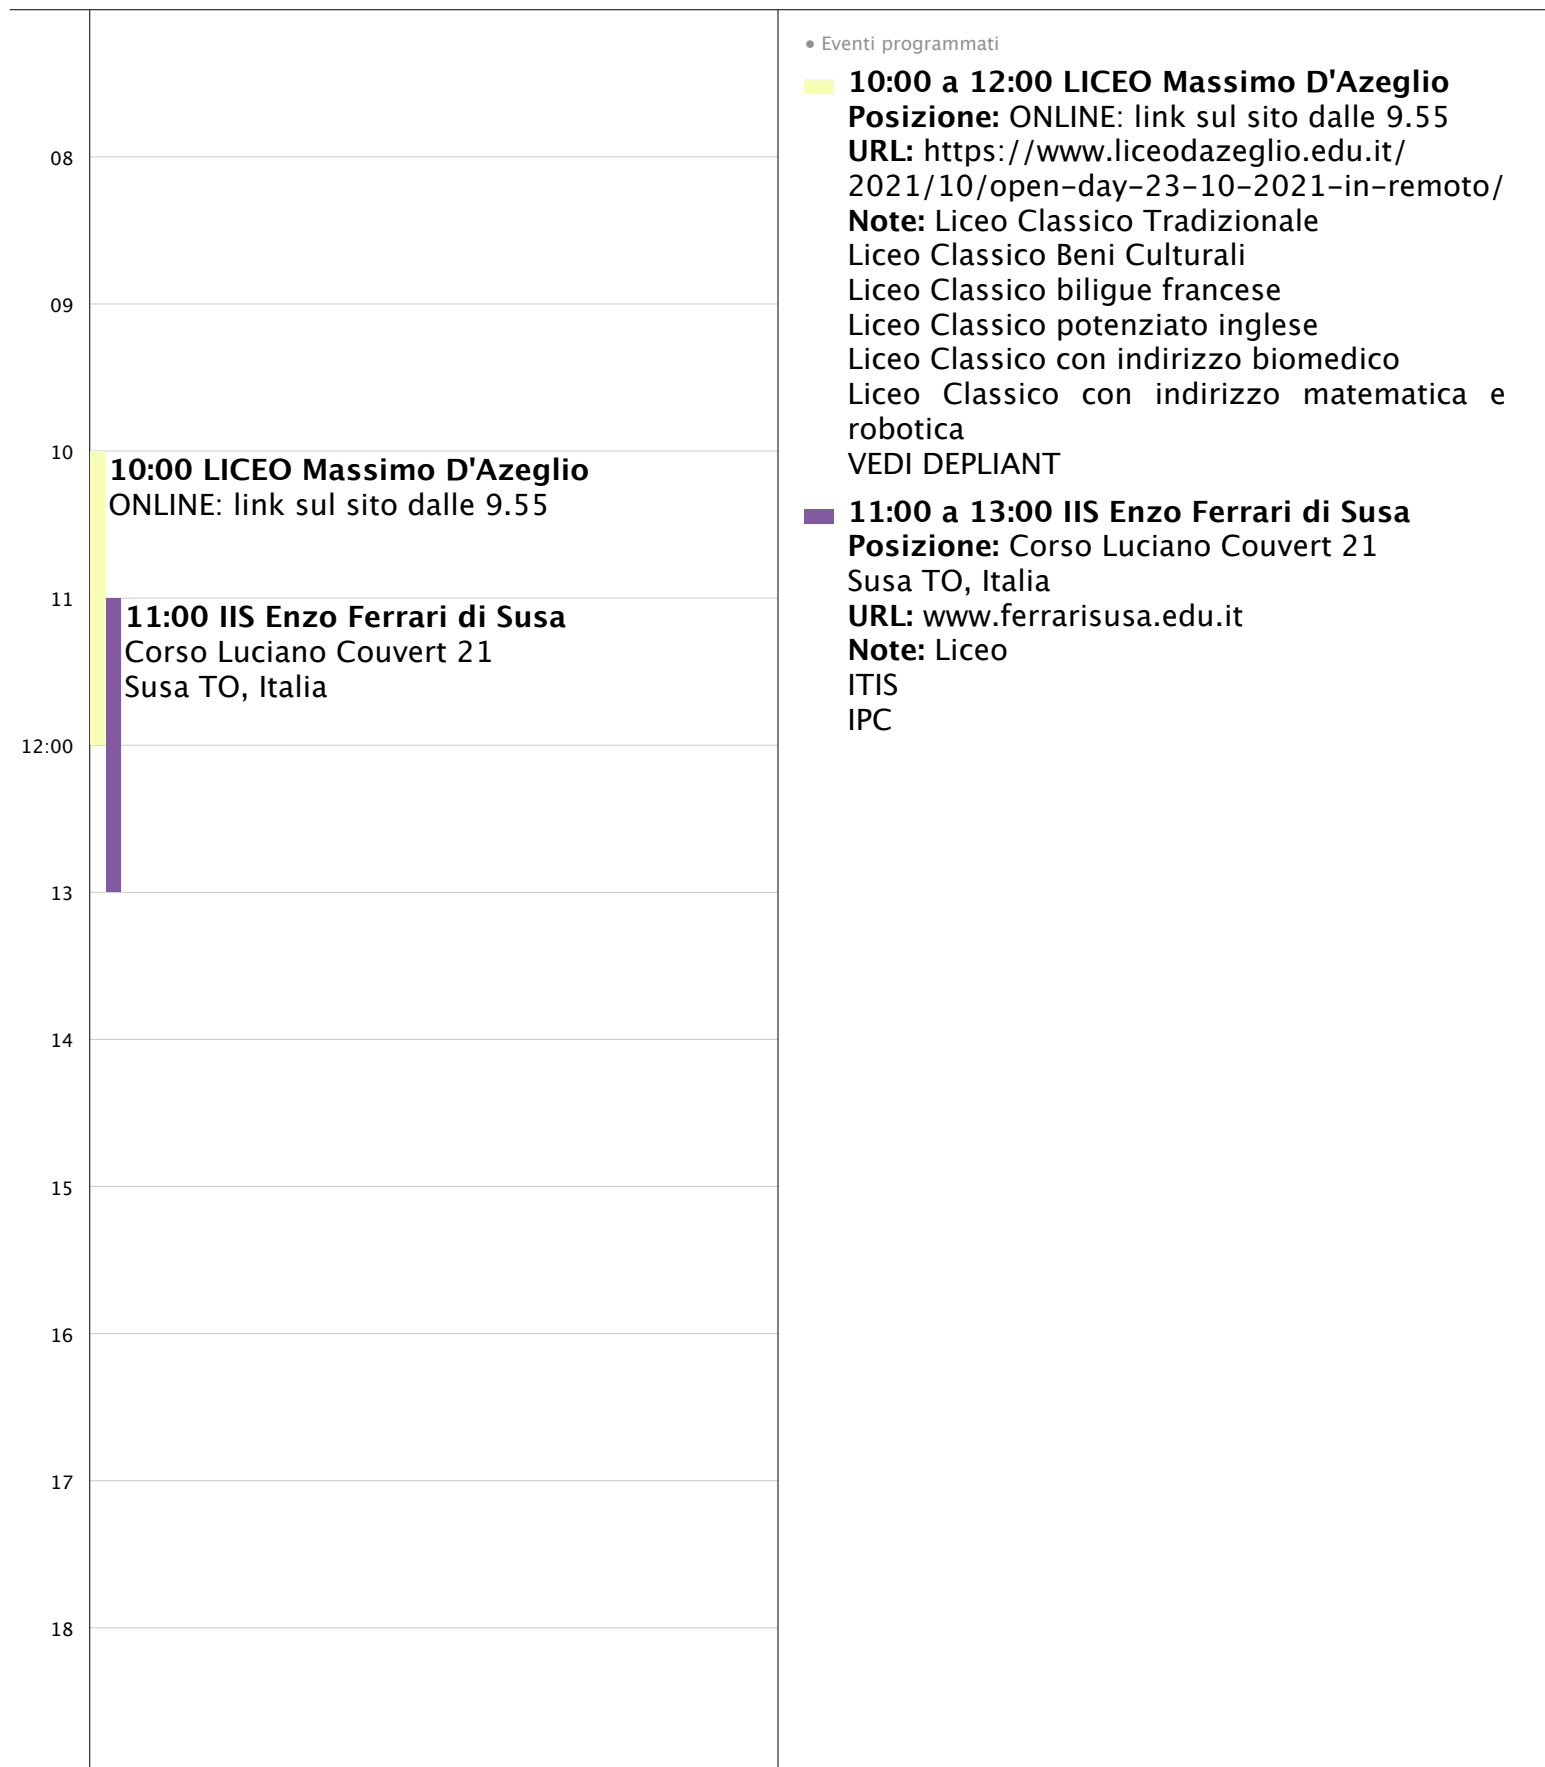 08
09
10
10:00 LICEO Massimo D'Azeglio
ONLINE: link sul sito dalle 9.55
11
11:00 IIS Enzo Ferrari di Susa
Corso Luciano Couvert 21
Susa TO, Italia
12:00
13
14
15
16
17
18
• Eventi programmati
10:00 a 12:00 LICEO Massimo D'Azeglio
Posizione: ONLINE: link sul sito dalle 9.55
URL: https://www.liceodazeglio.edu.it/
2021/10/open-day-23-10-2021-in-remoto/
Note: Liceo Classico Tradizionale
Liceo Classico Beni Culturali
Liceo Classico biligue francese
Liceo Classico potenziato inglese
Liceo Classico con indirizzo biomedico
Liceo Classico con indirizzo matematica e
robotica
VEDI DEPLIANT
11:00 a 13:00 IIS Enzo Ferrari di Susa
Posizione: Corso Luciano Couvert 21
Susa TO, Italia
URL: www.ferrarisusa.edu.it
Note: Liceo
ITIS
IPC